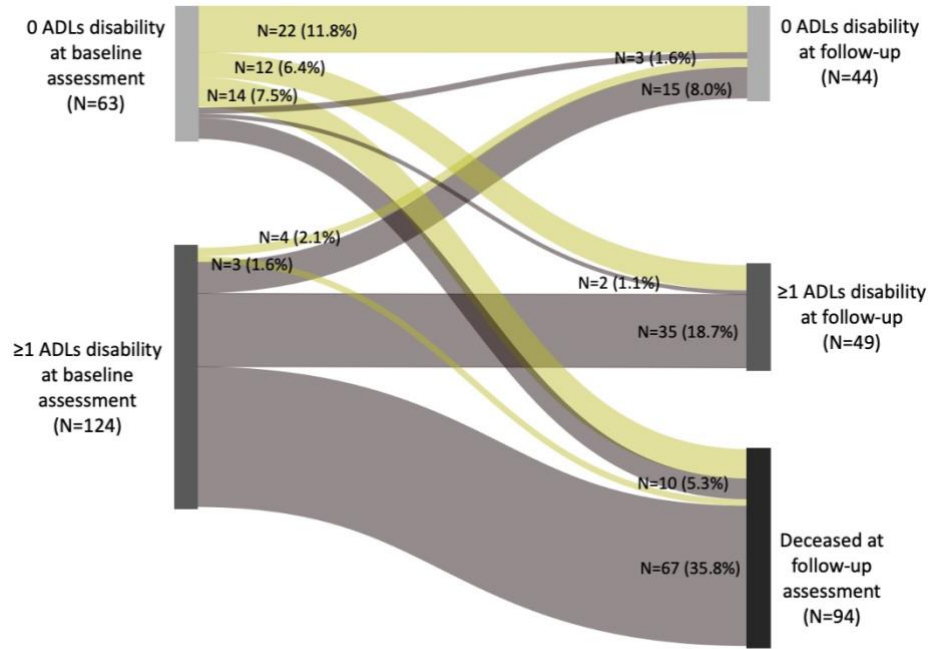 0 ADLs disability
at baseline
assessment
(N=63)
N=22 (11.8%)
N=12 (6.4%)
N=14 (7.5%)
N=3 (1.6%)
N=15 (8.0%)
0 ADLs disability
at follow-up
(N=44)
≥1 ADLs disability
at baseline
assessment
(N=124)
N=4 (2.1%)
N=3 (1.6%)
N=2 (1.1%)
N=35 (18.7%)
≥1 ADLs disability
at follow-up
(N=49)
N=10 (5.3%)
N=67 (35.8%)
Deceased at
follow-up
assessment
(N=94)